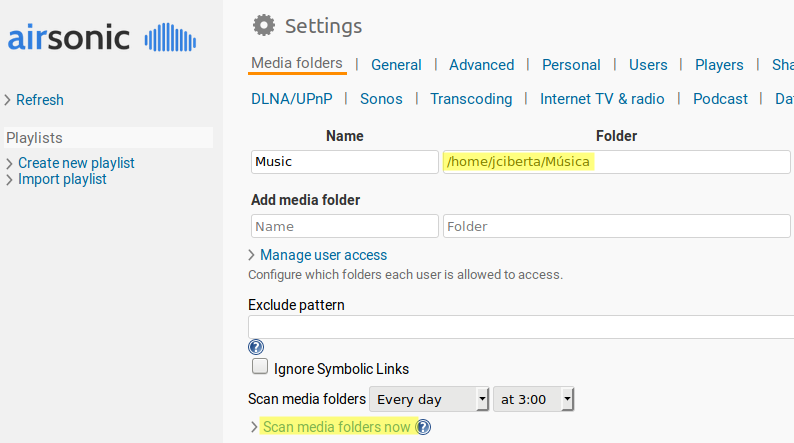 airsonic
Refresh
Playlists
Create new playlist
Import playlist
Settings
Media folders | General | Advanced | Personal | Users | Players | Sha
DLNA/UPnP | Sonos | Transcoding | Internet TV & radio | Podcast | Da
Name Folder
Music /home/jciberta/Música
Add media folder
Name Folder
Manage user access
Configure which folders each user is allowed to access.
Exclude pattern
?
Ignore Symbolic Links
Scan media folders Every day at 3:00
Scan media folders now ?